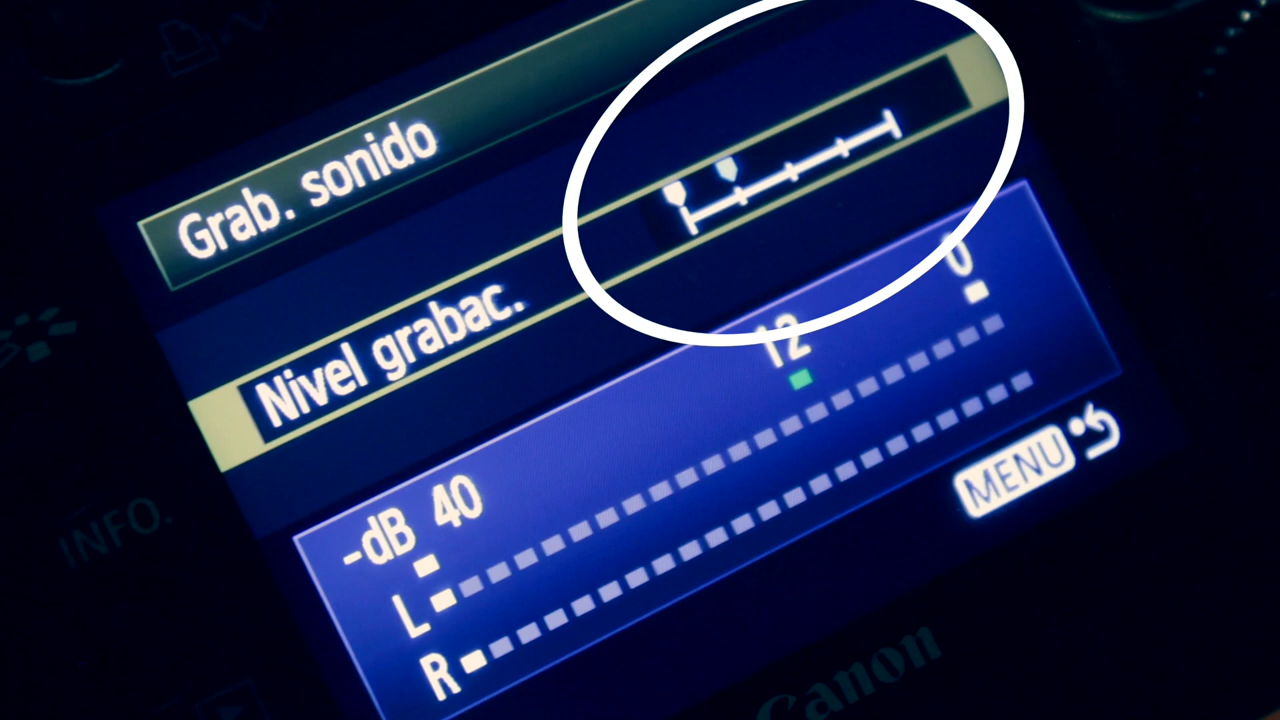 Grab. sonido
Nivel grabac.
-dB 40 12 0
L
R
MENU
INFO.
Canon